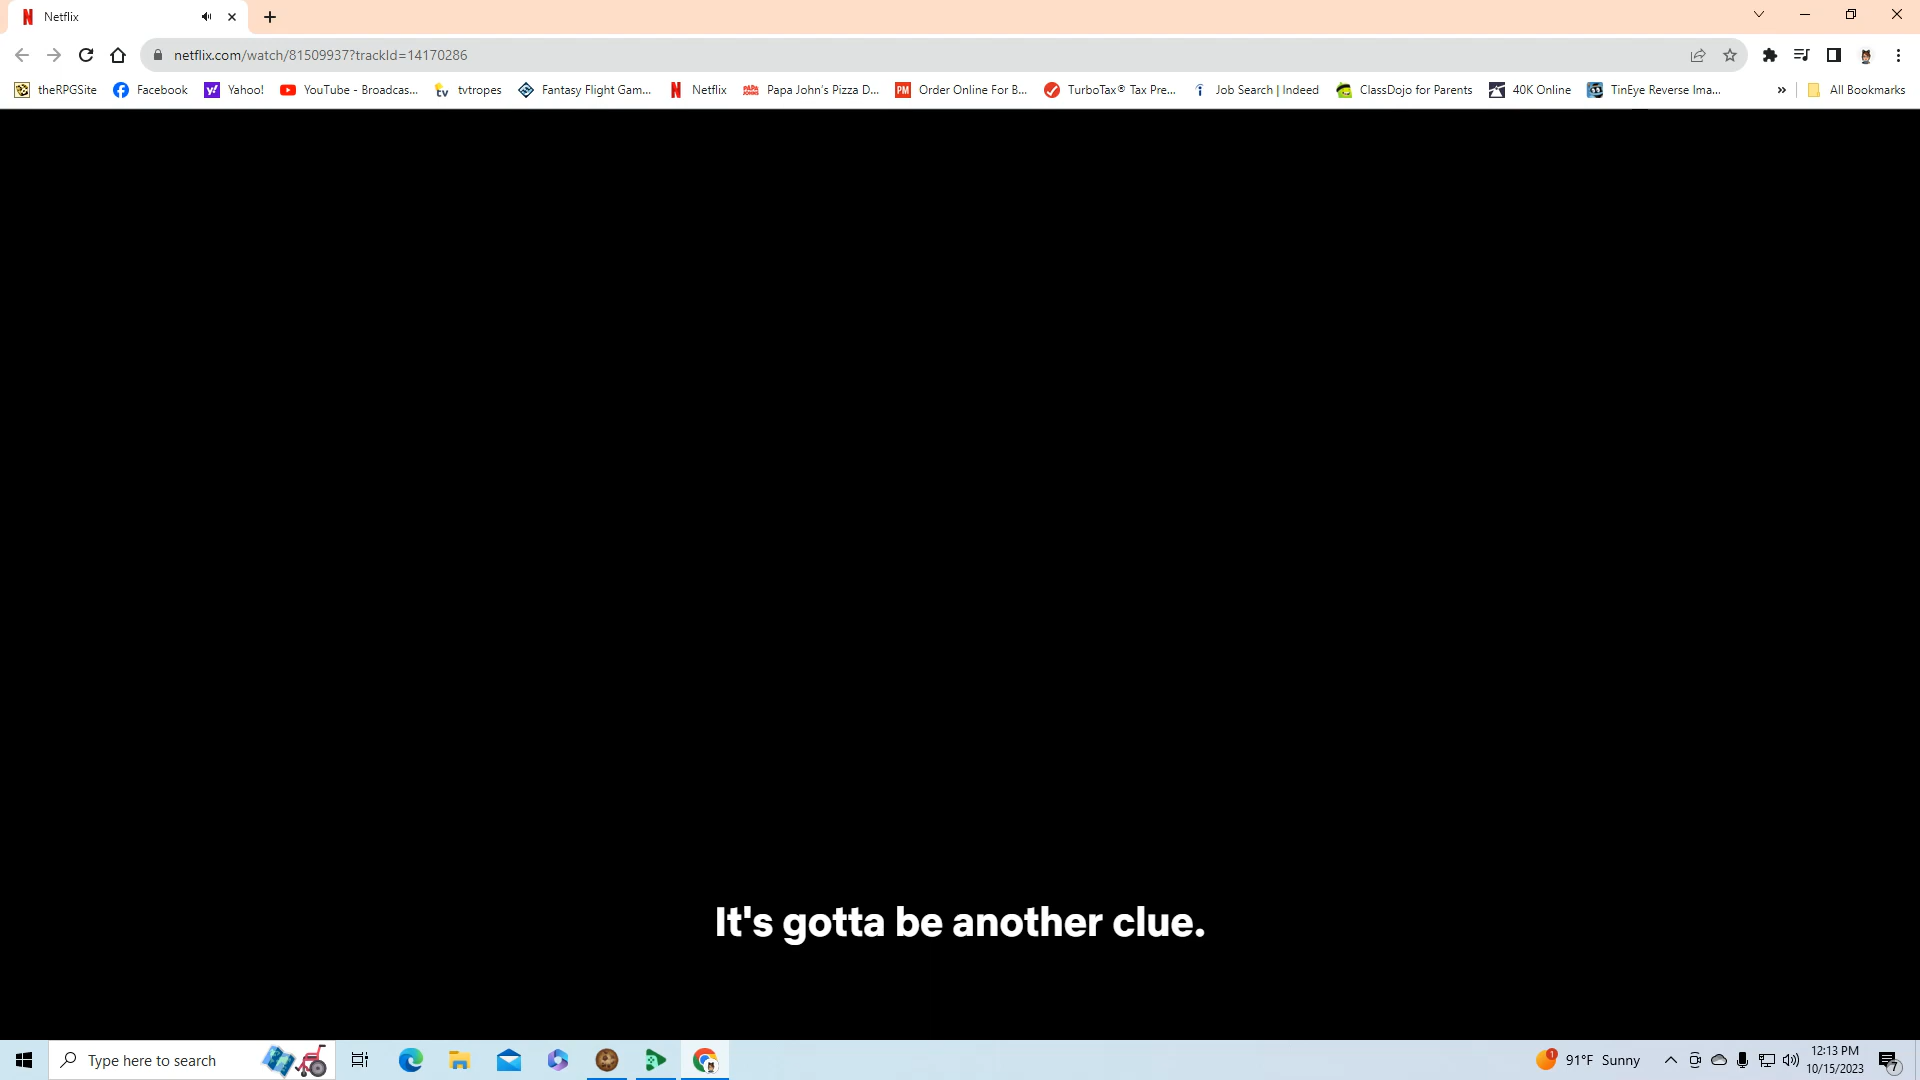 Netflix
netflix.com/watch/81509937?trackId=14170286
theRPGSite Facebook Yahoo! YouTube - Broadcas... tvtropes Fantasy Flight Gam... Netflix Papa John's Pizza D... Order Online For B... TurboTax® Tax Pre... Job Search | Indeed ClassDojo for Parents 40K Online TinEye Reverse Ima... » All Bookmarks
It's gotta be another clue.
Type here to search 1 91°F Sunny 12:13 PM
10/15/2023 7